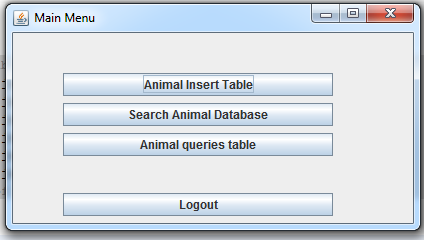 Main Menu
Animal Insert Table
Search Animal Database
Animal queries table
Logout